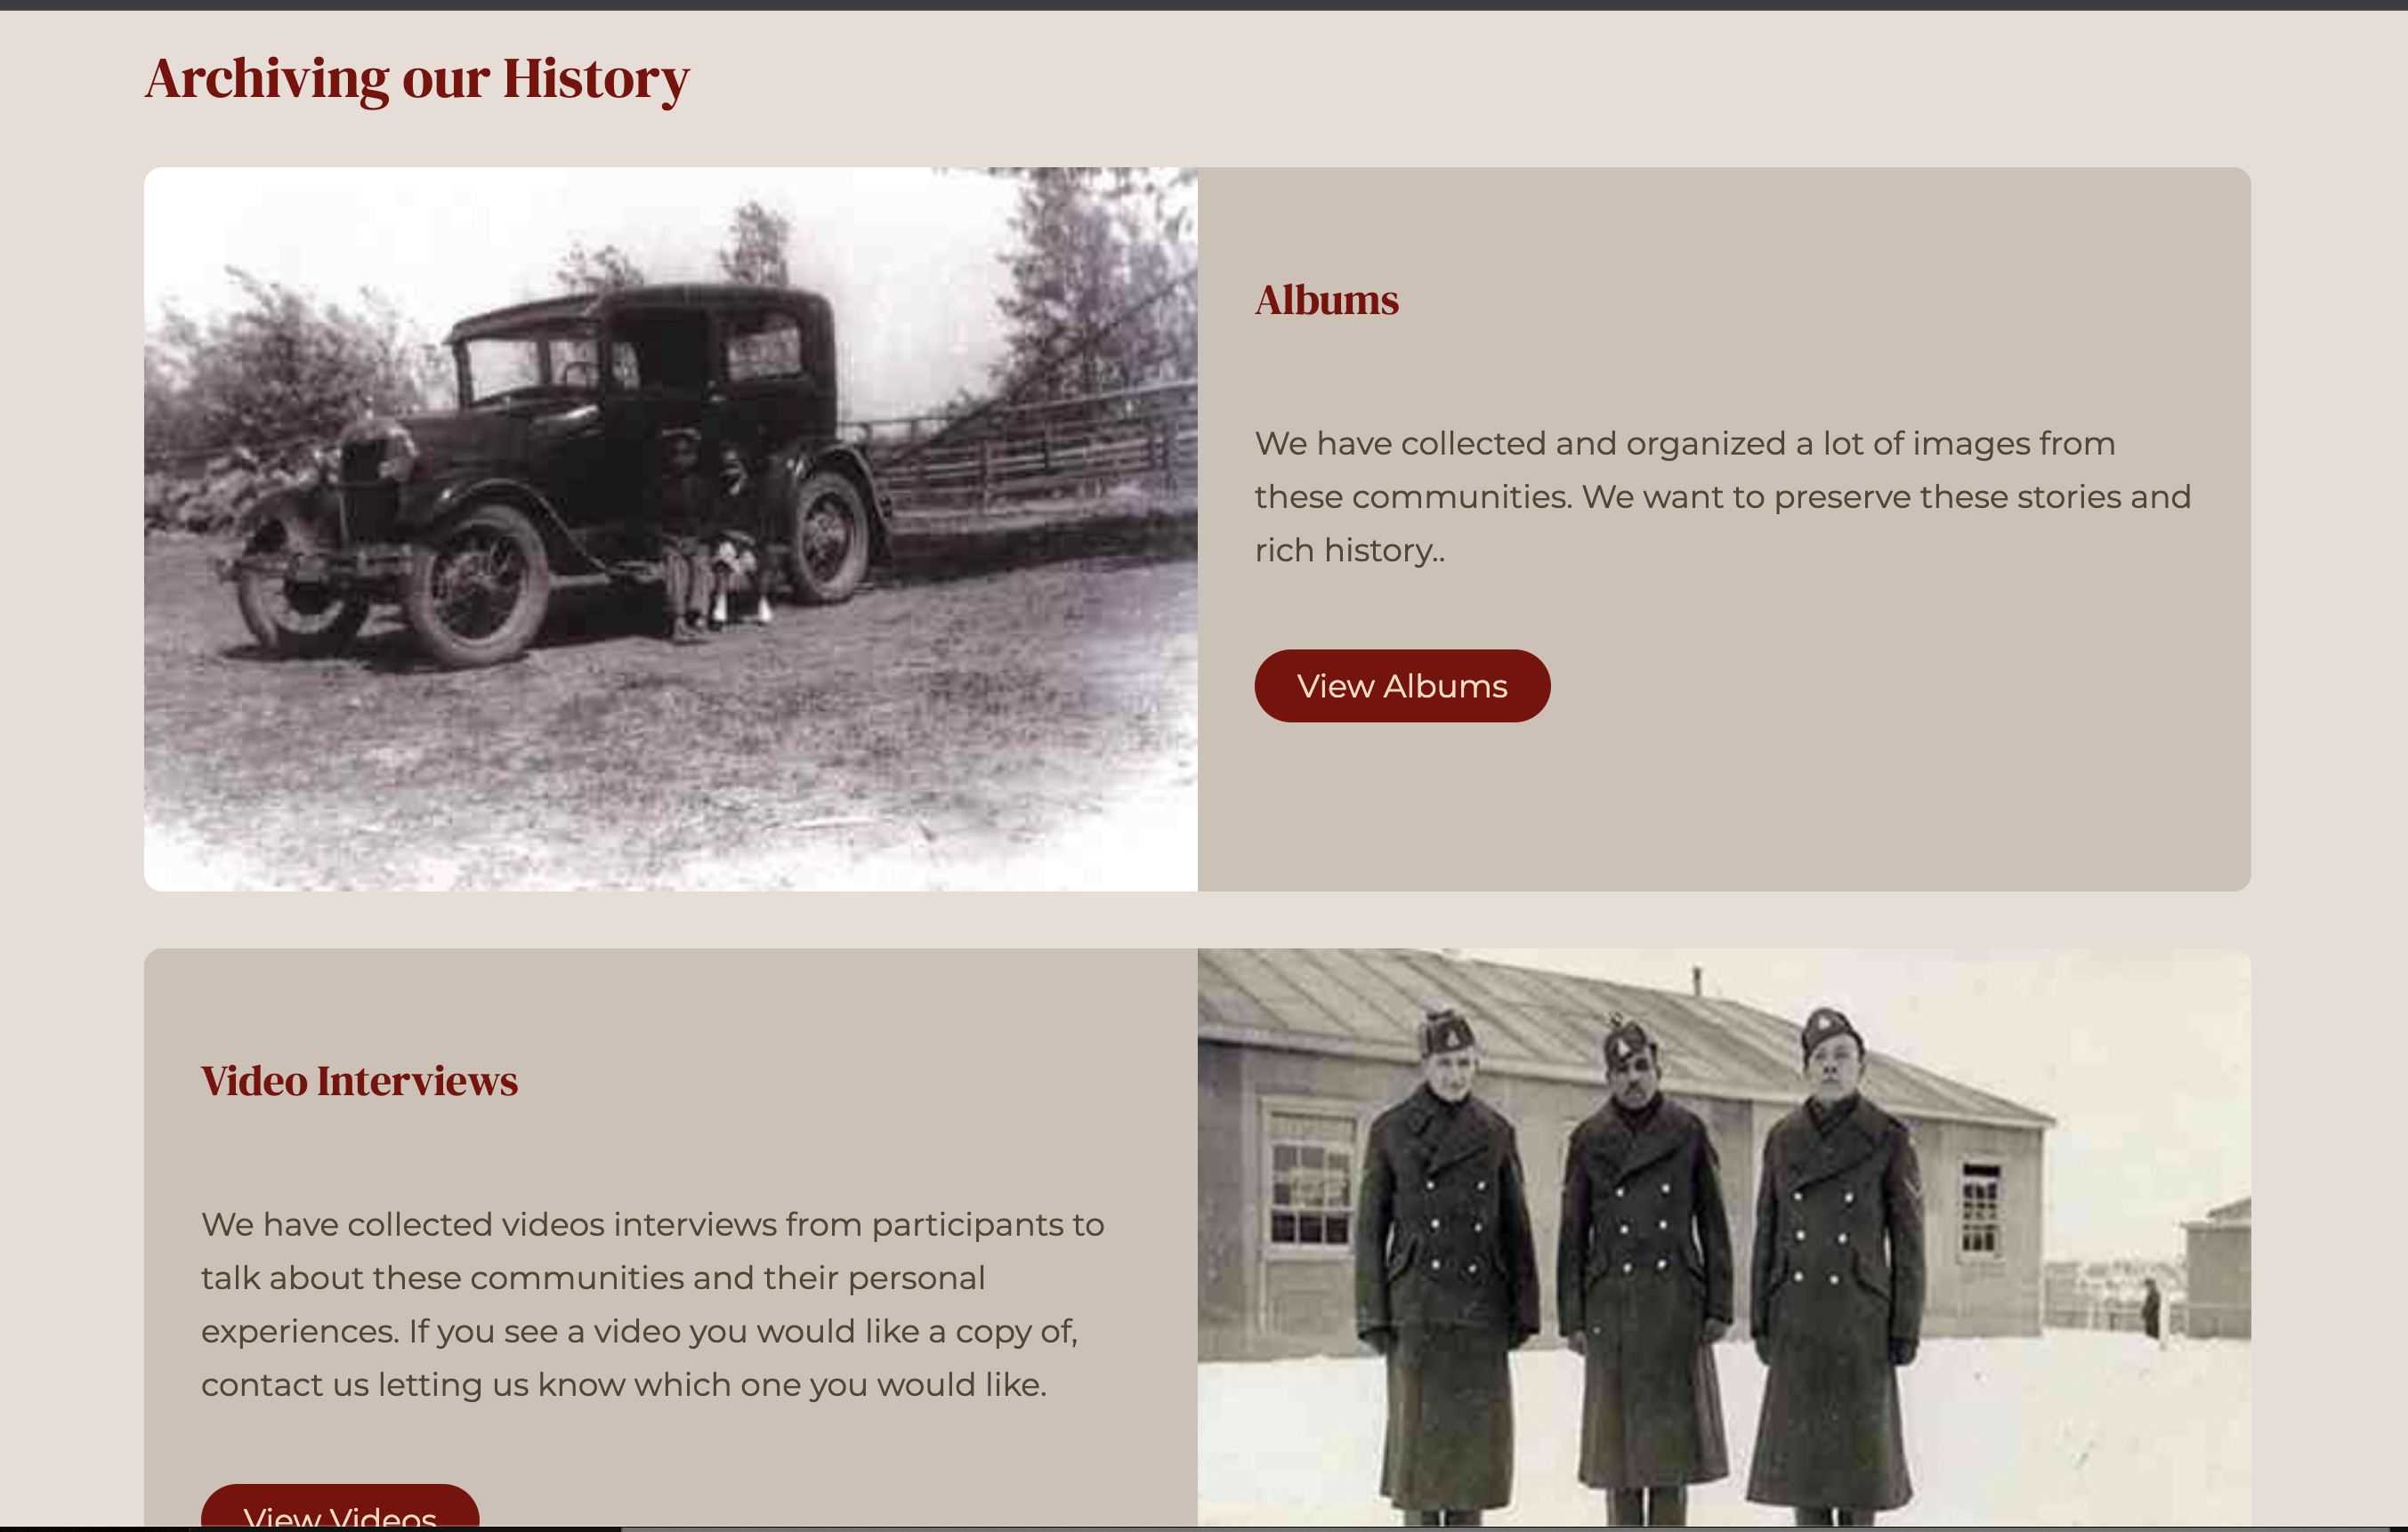 Archiving our History
Albums
We have collected and organized a lot of images from
these communities. We want to preserve these stories and
rich history..
View Albums
Video Interviews
We have collected videos interviews from participants to
talk about these communities and their personal
experiences. If you see a video you would like a copy of,
contact us letting us know which one you would like.
View Videos